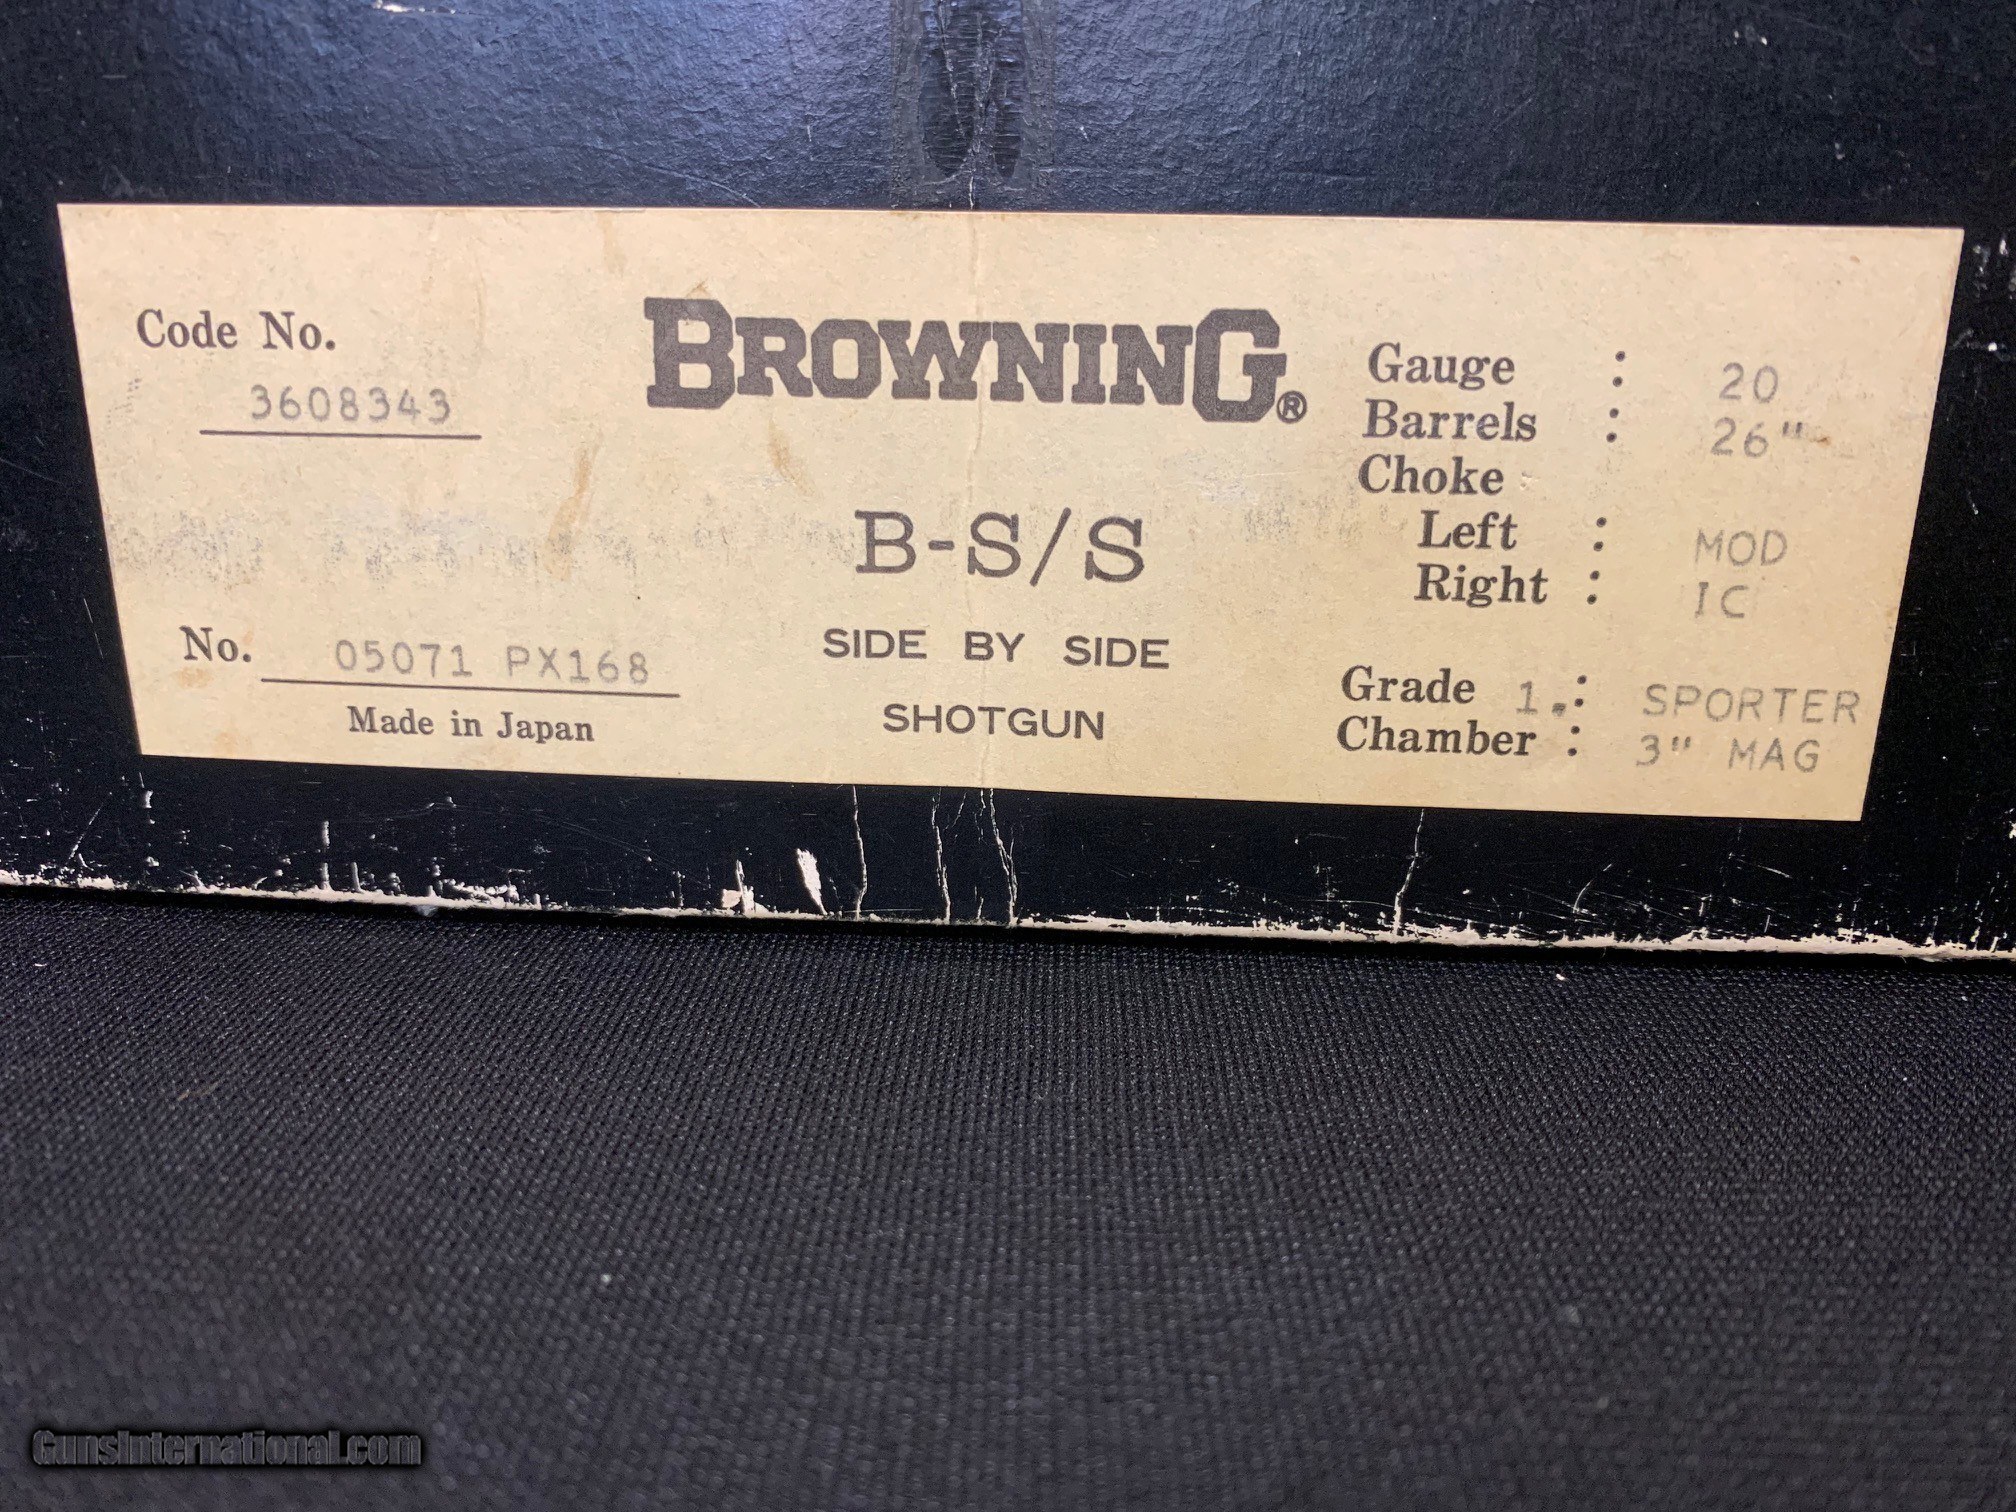 Code No.
3608343
BROWNING®
B-S/S
SIDE BY SIDE
SHOTGUN
No. 05071 PX168
Made in Japan
Gauge : 20
Barrels : 26"
Choke
Left : MOD
Right : IC
Grade 1. : SPORTER
Chamber : 3" MAG
GunsInternational.com